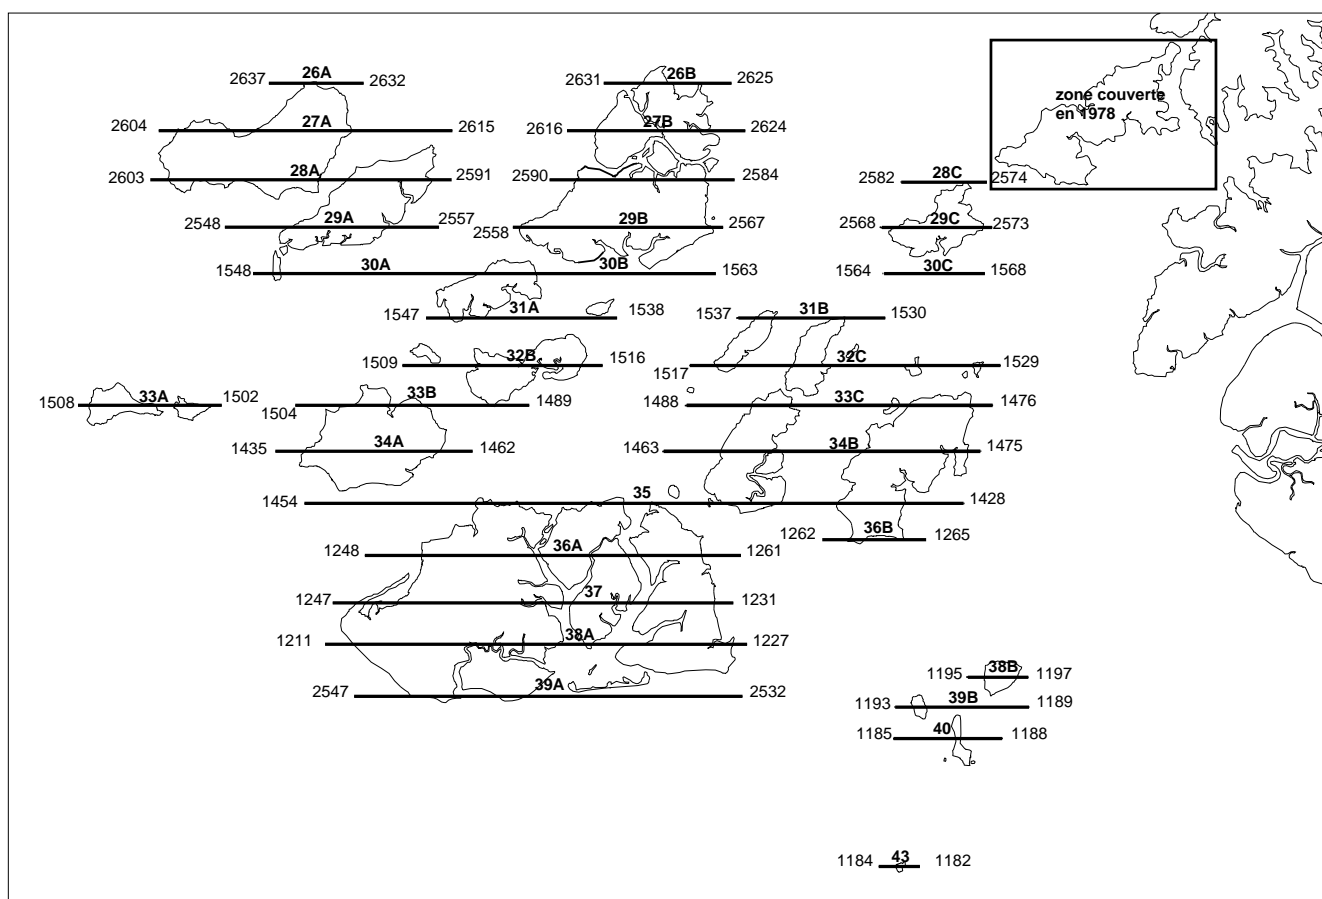 2637 26A 2632
2631 26B 2625
zone couverte
en 1978
2604 27A 2615
2616 27B 2624
2603 28A 2591
2590 2584
2582 28C 2574
2548 29A 2557
2558 29B 2567
2568 29C 2573
1548 30A 30B 1563
1564 30C 1568
1547 31A 1538
1537 31B 1530
1509 32B 1516
1517 32C 1529
1508 33A 1502
1504 33B 1489
1488 33C 1476
1435 34A 1462
1463 34B 1475
1454 35 1428
1262 36B 1265
1248 36A 1261
1247 37 1231
1211 38A 1227
1195 38B 1197
2547 39A 2532
1193 39B 1189
1185 40 1188
1184 43 1182